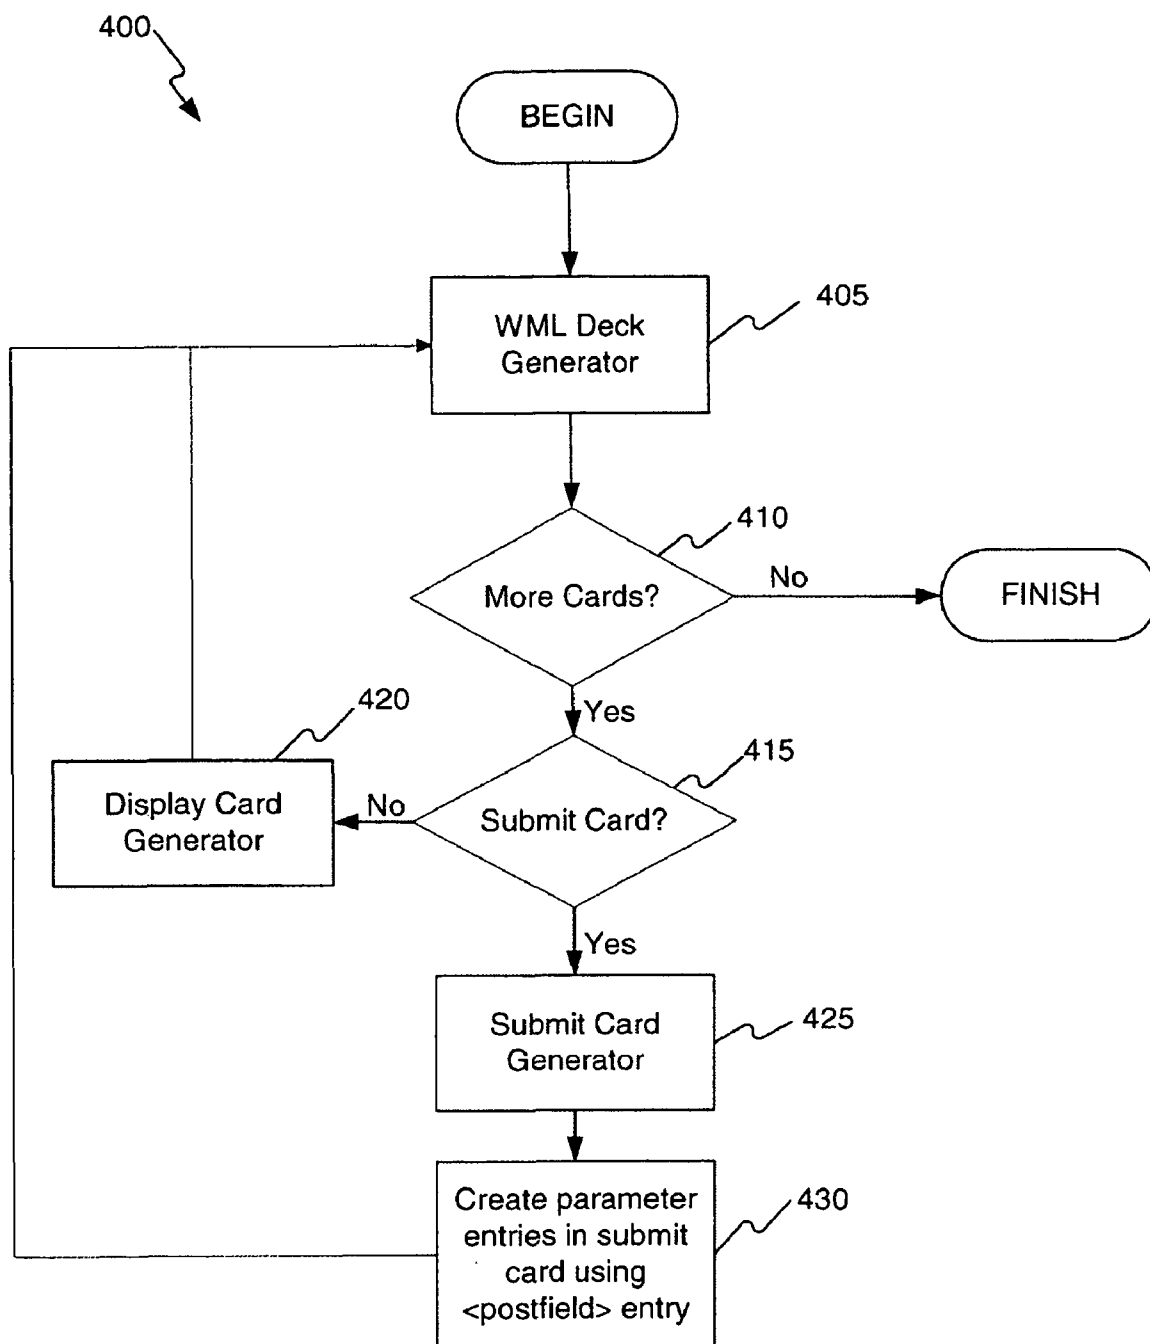 400
BEGIN
405
WML Deck
Generator
410
More Cards?
No
FINISH
Yes
420
415
Display Card
Generator
No
Submit Card?
Yes
Submit Card
Generator
425
Create parameter
entries in submit
card using
<postfield> entry
430